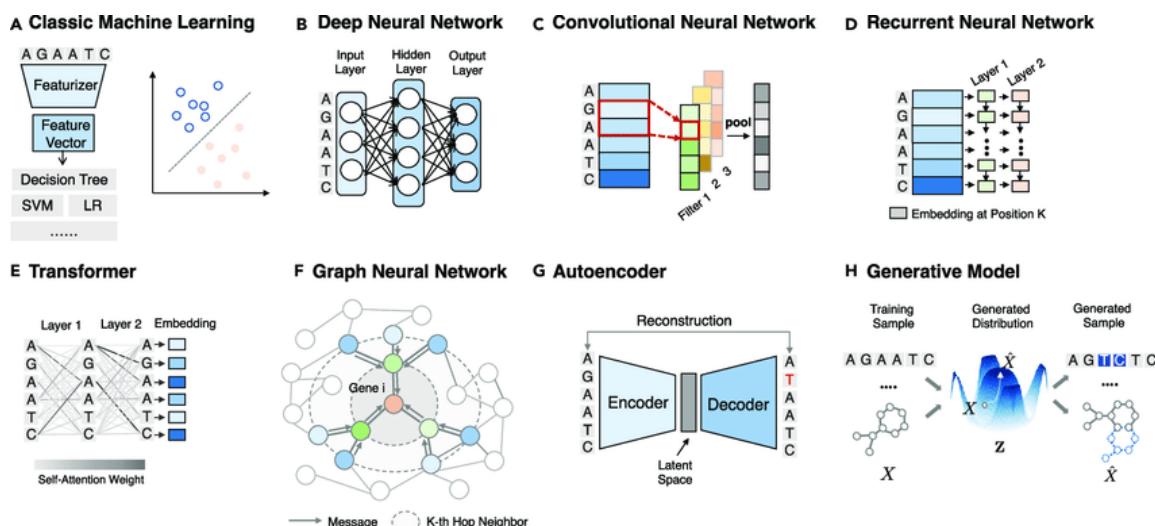 A Classic Machine Learning
A G A A T C
Featurizer
Feature
Vector
Decision Tree
SVM LR
......
B Deep Neural Network
Input
Layer
Hidden
Layer
Output
Layer
A
G
A
A
T
C
C Convolutional Neural Network
A
G
A
A
T
C
pool
Filter 1 2 3
D Recurrent Neural Network
Layer 1
Layer 2
A
G
A
A
T
C
Embedding at Position K
E Transformer
Layer 1 Layer 2 Embedding
A A A
G G G
A A A
A A A
T T T
C C C
Self-Attention Weight
F Graph Neural Network
Gene i
Message K-th Hop Neighbor
G Autoencoder
Reconstruction
A
G
A
A
T
C
Encoder
Decoder
Latent
Space
A
T
A
A
T
C
H Generative Model
Training
Sample
Generated
Distribution
Generated
Sample
A G A A T C
....
X
X̂
X
Z
A G T C T C
....
X̂